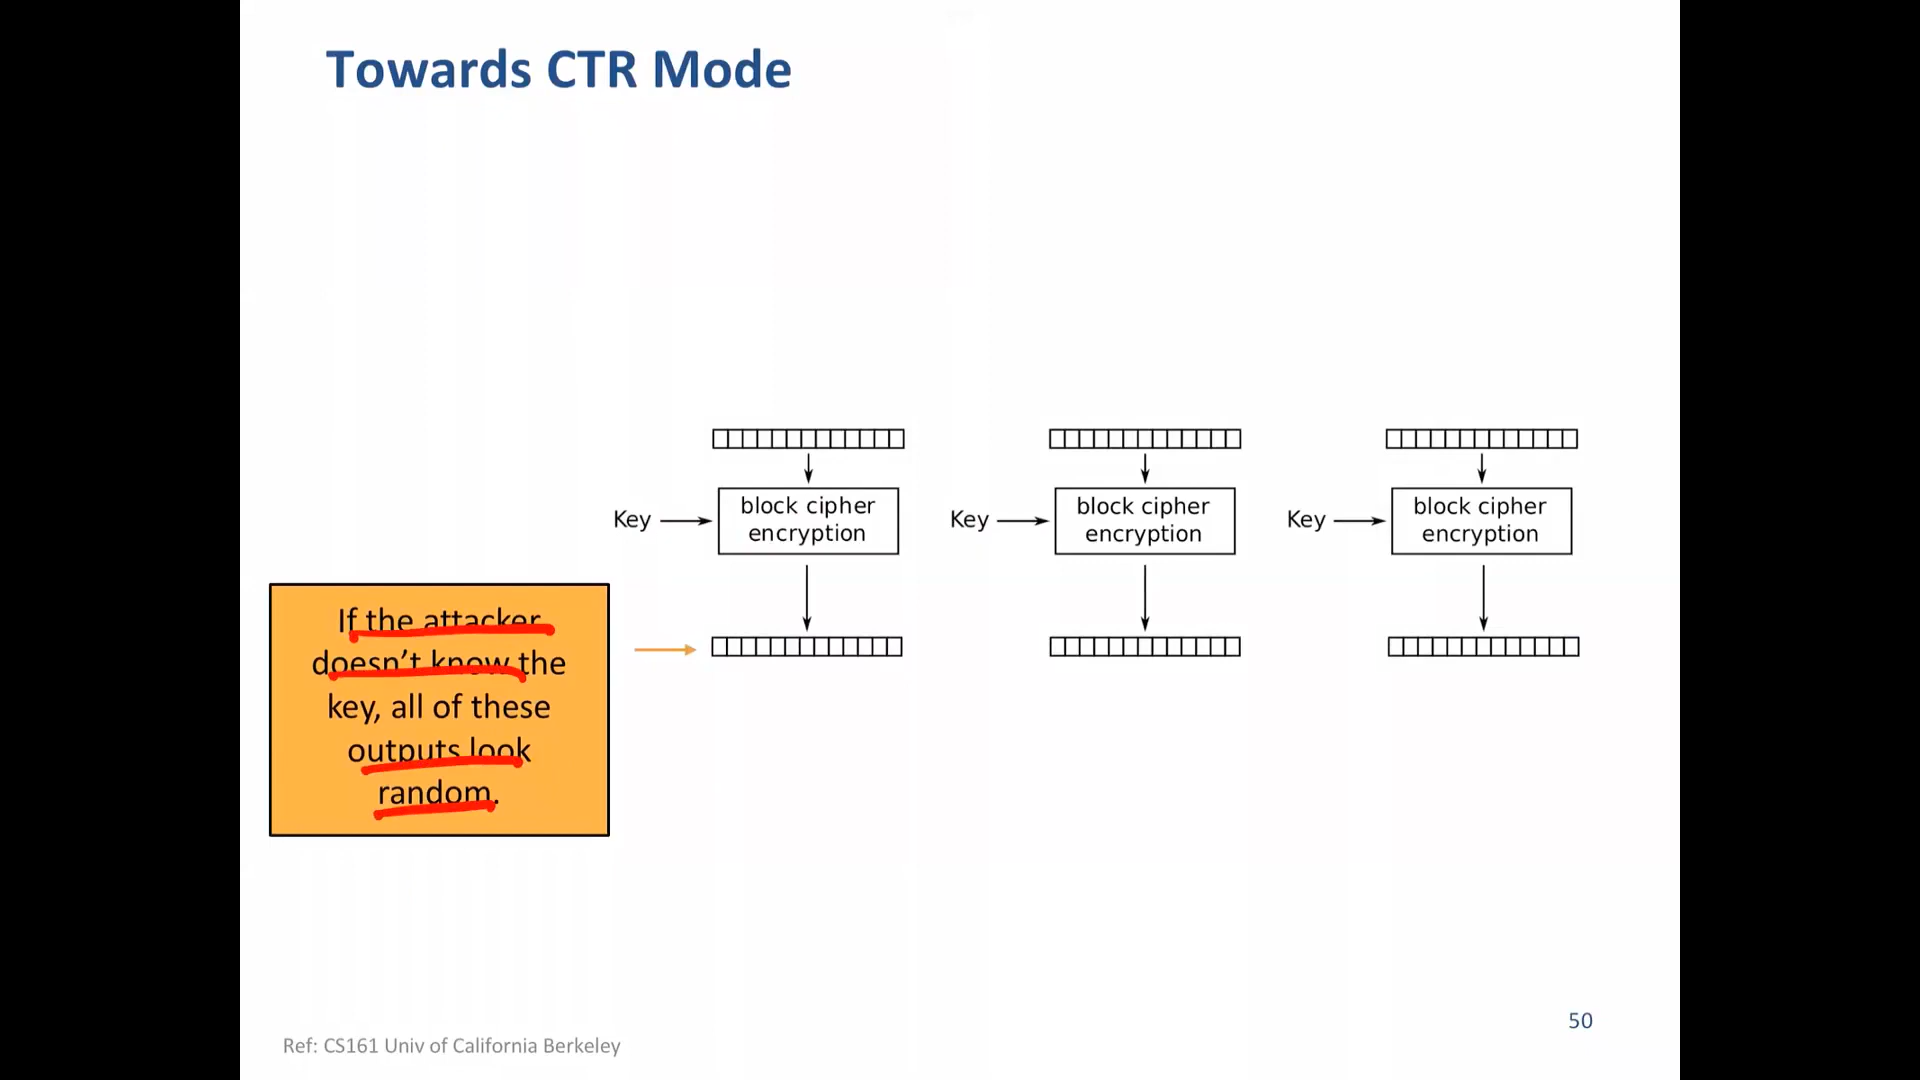 Towards CTR Mode
Key
block cipher
encryption
Key
block cipher
encryption
Key
block cipher
encryption
If the attacker
doesn't know the
key, all of these
outputs look
random.
50
Ref: CS161 Univ of California Berkeley